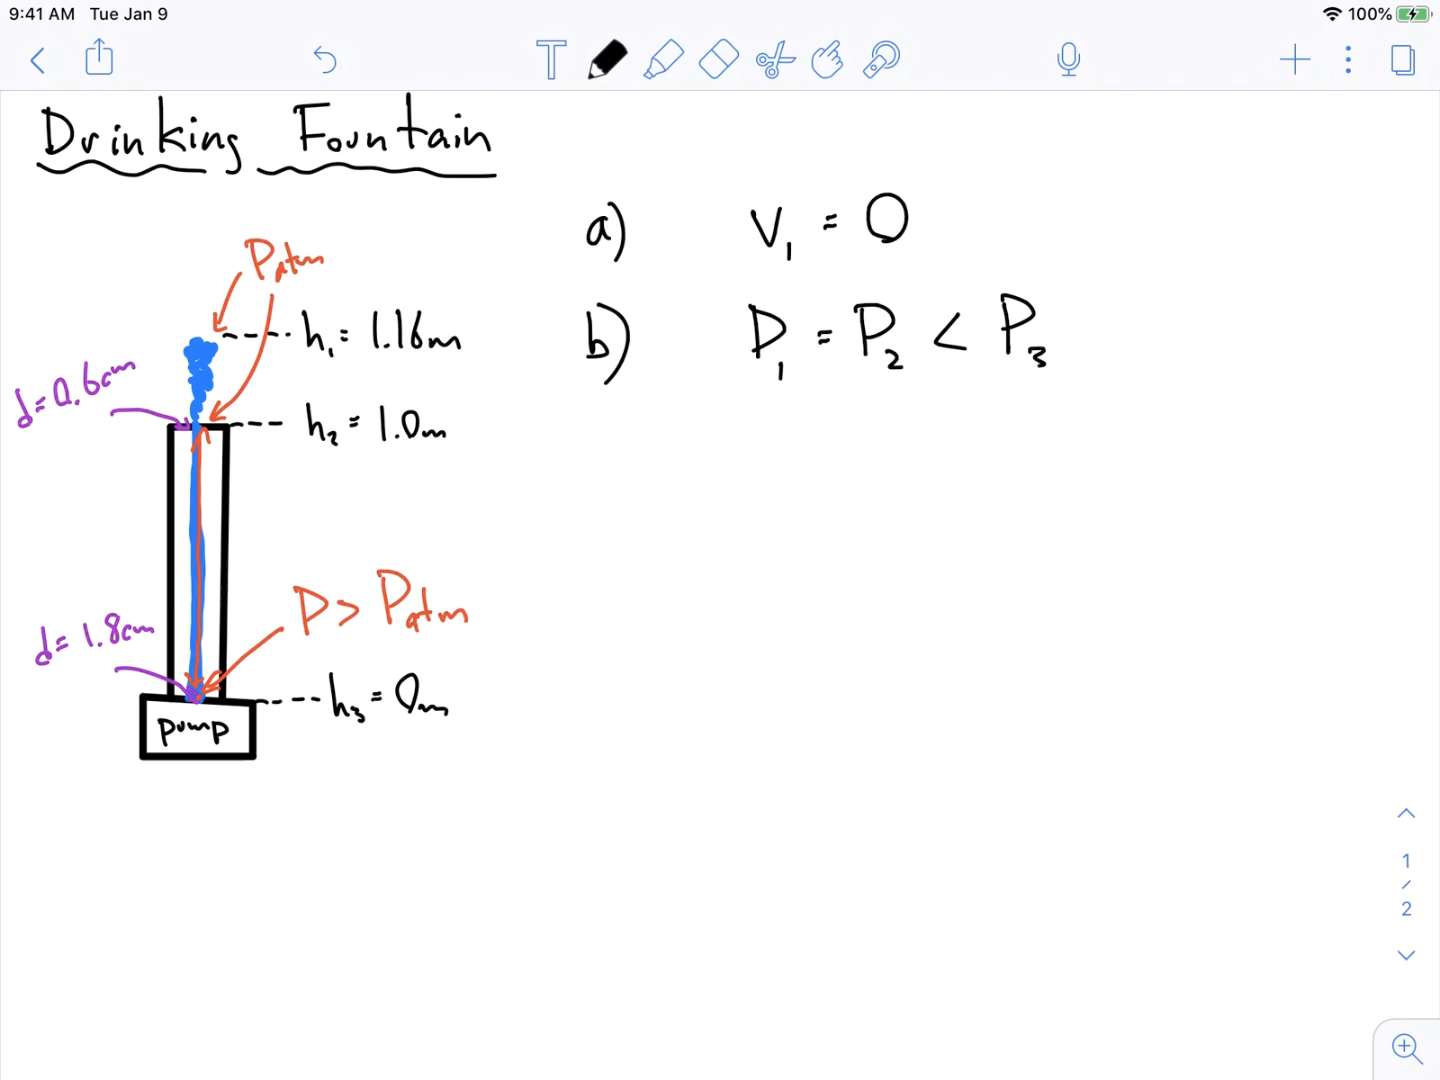 9:41 AM Tue Jan 9
100%
Drinking Fountain
a) V₁ = 0
Patm
b) P₁ = P₂ < P₃
h₁ = 1.16m
d=0.6cm
h₂ = 1.0m
P > Patm
d= 1.8cm
h₃ = 0m
pump
1
/
2